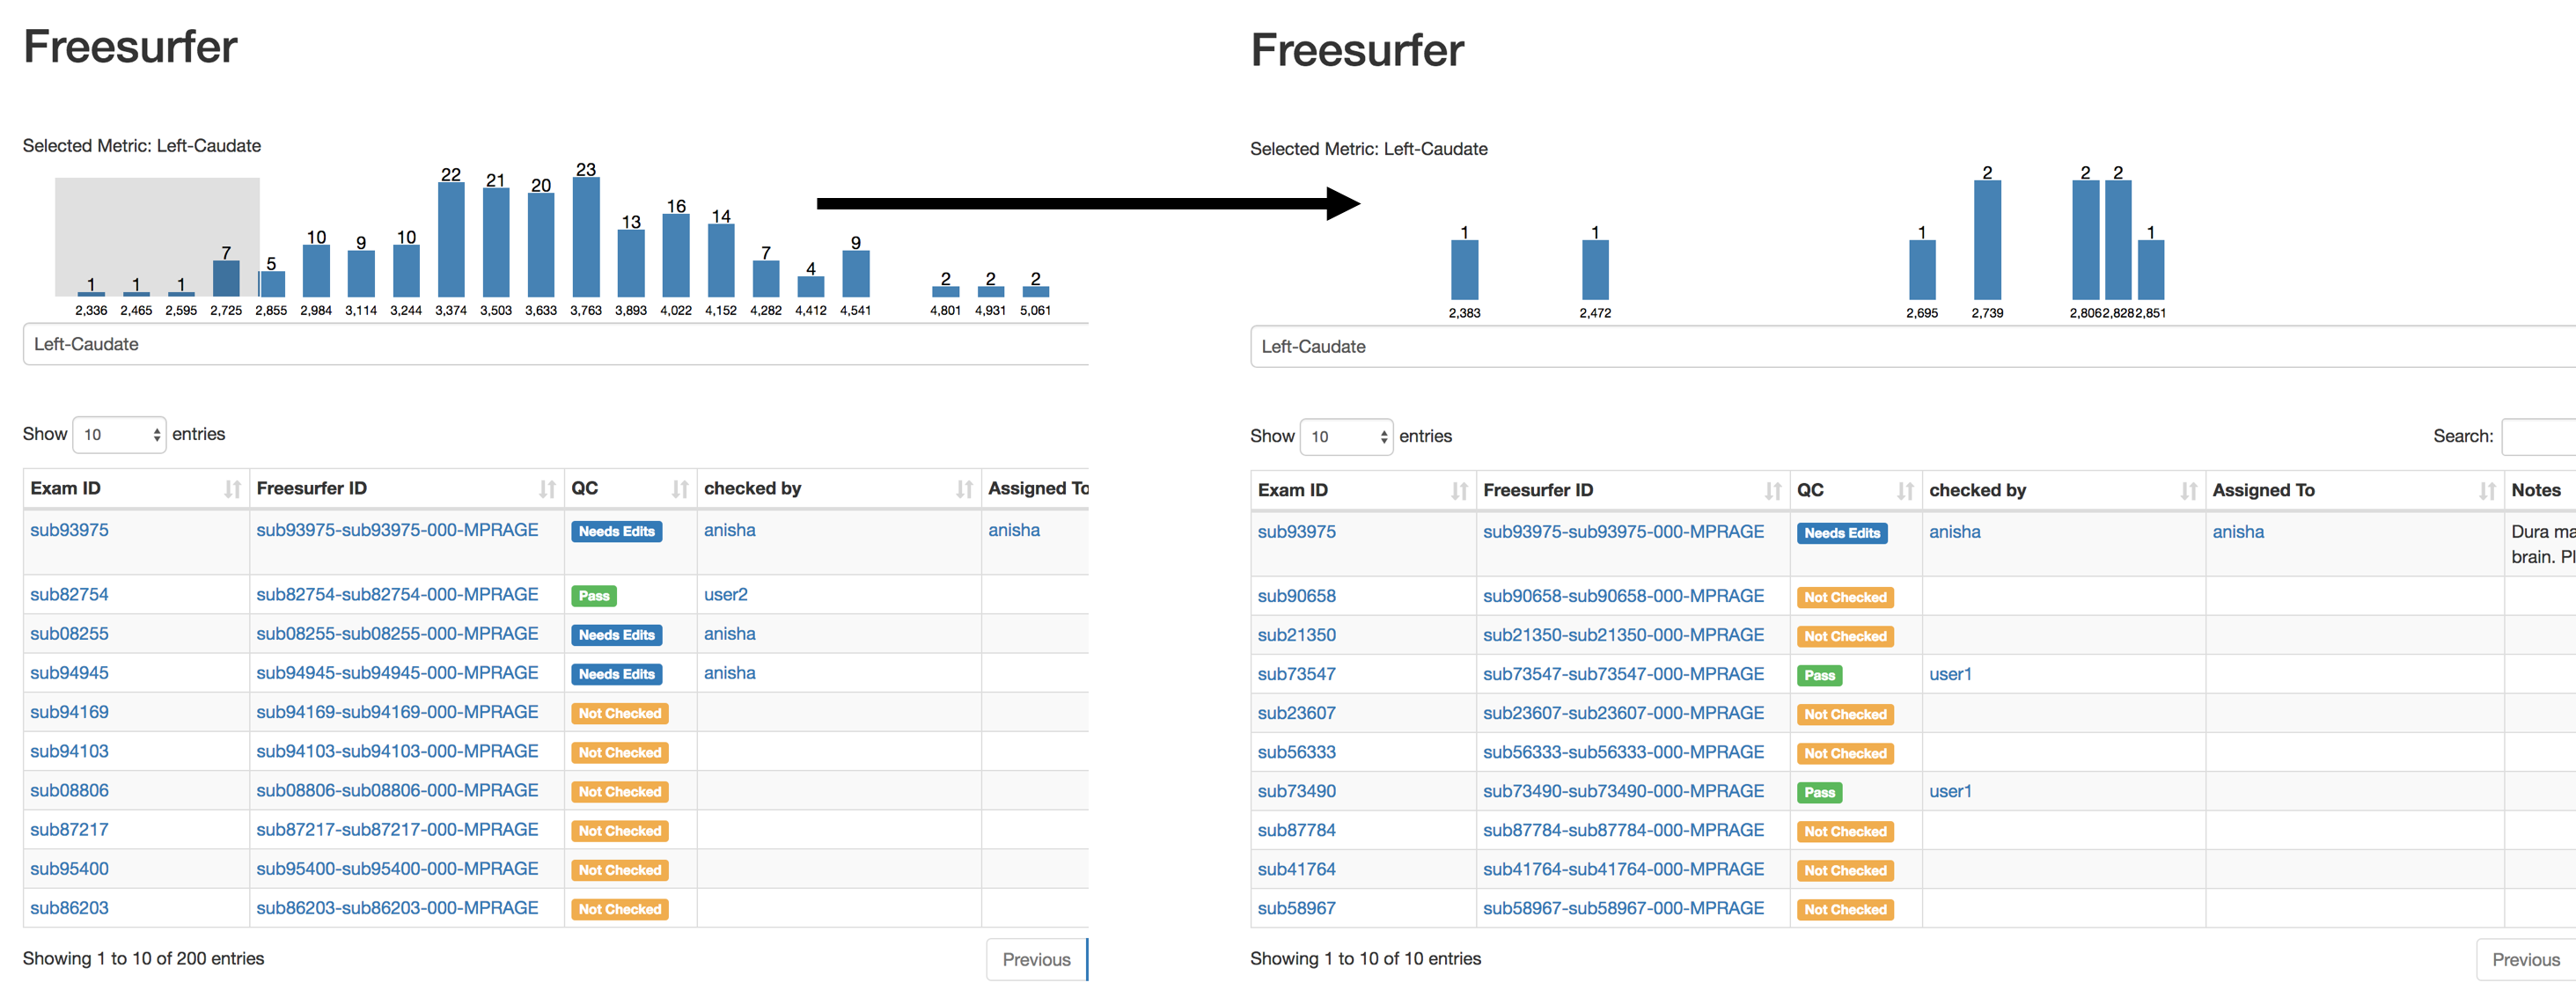 Freesurfer
Selected Metric: Left-Caudate
1 1 1 7 5 10 9 10 22 21 20 23 13 16 14 7 4 9 2 2 2
2,336 2,465 2,595 2,725 2,855 2,984 3,114 3,244 3,374 3,503 3,633 3,763 3,893 4,022 4,152 4,282 4,412 4,541 4,801 4,931 5,061
Left-Caudate
Show 10 entries
Exam ID Freesurfer ID QC checked by Assigned To
sub93975 sub93975-sub93975-000-MPRAGE Needs Edits anisha anisha
sub82754 sub82754-sub82754-000-MPRAGE Pass user2
sub08255 sub08255-sub08255-000-MPRAGE Needs Edits anisha
sub94945 sub94945-sub94945-000-MPRAGE Needs Edits anisha
sub94169 sub94169-sub94169-000-MPRAGE Not Checked
sub94103 sub94103-sub94103-000-MPRAGE Not Checked
sub08806 sub08806-sub08806-000-MPRAGE Not Checked
sub87217 sub87217-sub87217-000-MPRAGE Not Checked
sub95400 sub95400-sub95400-000-MPRAGE Not Checked
sub86203 sub86203-sub86203-000-MPRAGE Not Checked
Showing 1 to 10 of 200 entries
Previous
Freesurfer
Selected Metric: Left-Caudate
1 1 1 2 2 2 1
2,383 2,472 2,695 2,739 2,806 2,828 2,851
Left-Caudate
Show 10 entries
Search:
Exam ID Freesurfer ID QC checked by Assigned To Notes
sub93975 sub93975-sub93975-000-MPRAGE Needs Edits anisha anisha Dura ma
brain. Pl
sub90658 sub90658-sub90658-000-MPRAGE Not Checked
sub21350 sub21350-sub21350-000-MPRAGE Not Checked
sub73547 sub73547-sub73547-000-MPRAGE Pass user1
sub23607 sub23607-sub23607-000-MPRAGE Not Checked
sub56333 sub56333-sub56333-000-MPRAGE Not Checked
sub73490 sub73490-sub73490-000-MPRAGE Pass user1
sub87784 sub87784-sub87784-000-MPRAGE Not Checked
sub41764 sub41764-sub41764-000-MPRAGE Not Checked
sub58967 sub58967-sub58967-000-MPRAGE Not Checked
Showing 1 to 10 of 10 entries
Previous